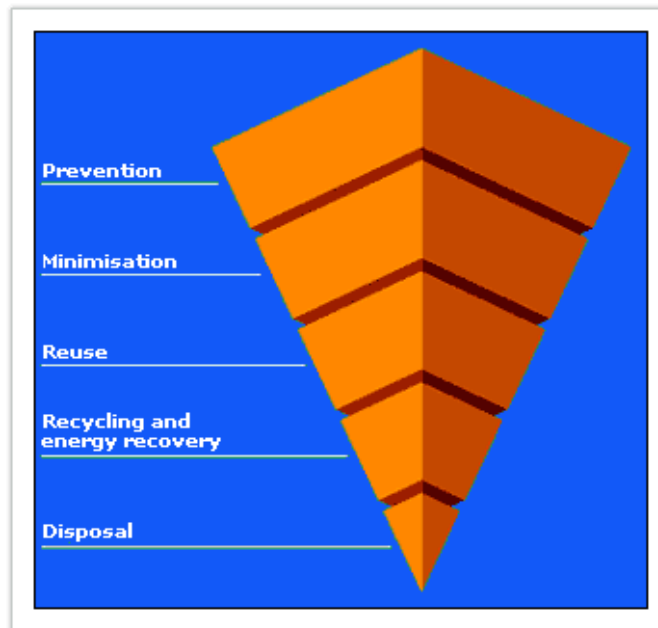 Prevention
Minimisation
Reuse
Recycling and
energy recovery
Disposal